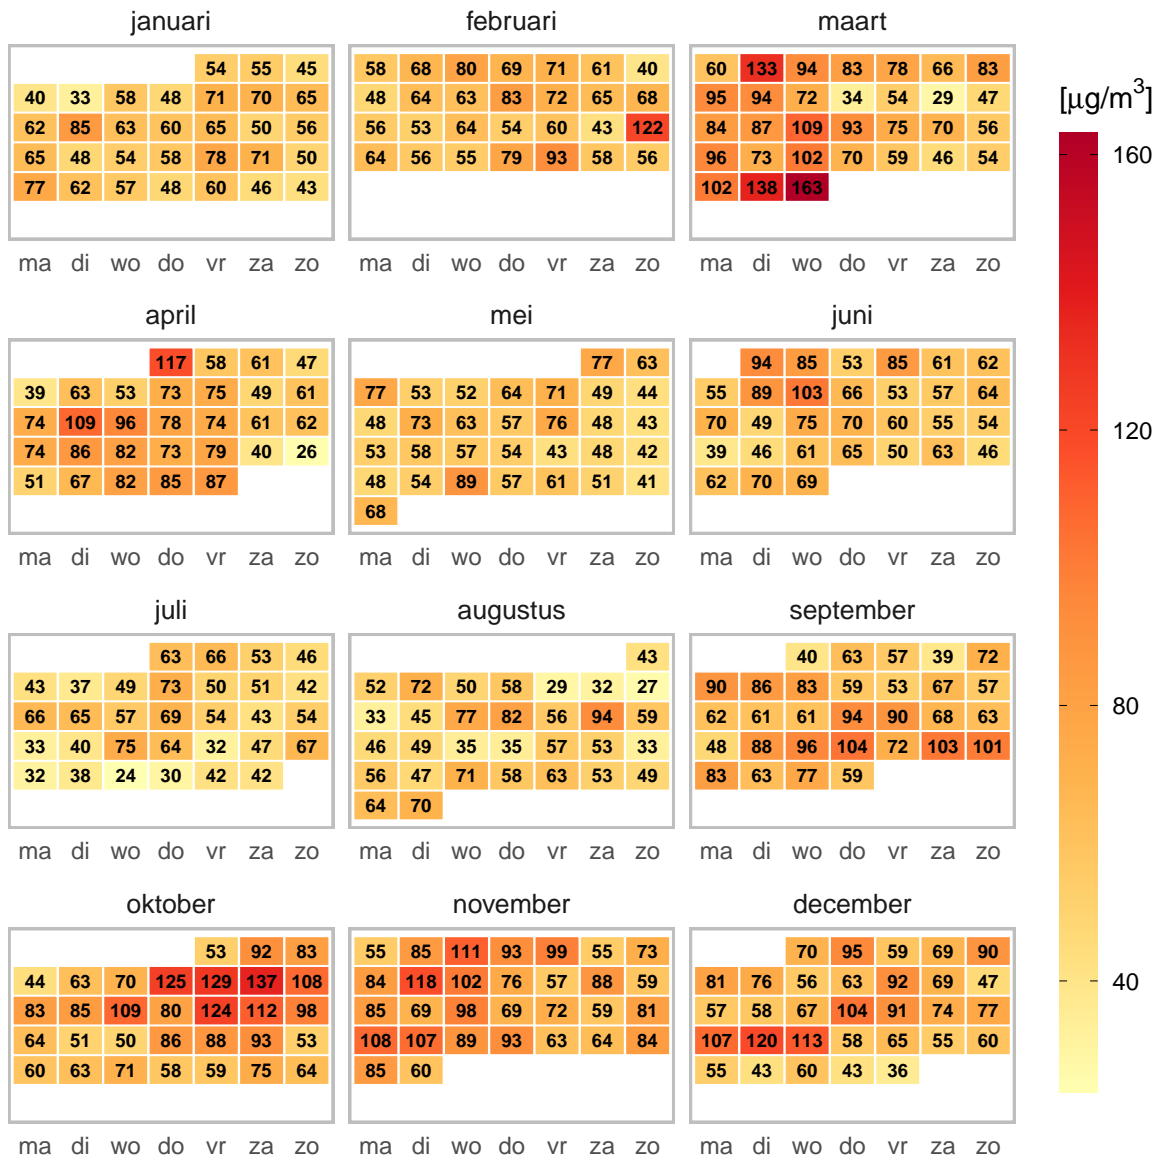 januari
54 55 45
40 33 58 48 71 70 65
62 85 63 60 65 50 56
65 48 54 58 78 71 50
77 62 57 48 60 46 43
ma di wo do vr za zo
februari
58 68 80 69 71 61 40
48 64 63 83 72 65 68
56 53 64 54 60 43 122
64 56 55 79 93 58 56
ma di wo do vr za zo
maart
60 133 94 83 78 66 83
95 94 72 34 54 29 47
84 87 109 93 75 70 56
96 73 102 70 59 46 54
102 138 163
ma di wo do vr za zo
april
117 58 61 47
39 63 53 73 75 49 61
74 109 96 78 74 61 62
74 86 82 73 79 40 26
51 67 82 85 87
ma di wo do vr za zo
mei
77 63
77 53 52 64 71 49 44
48 73 63 57 76 48 43
53 58 57 54 43 48 42
48 54 89 57 61 51 41
68
ma di wo do vr za zo
juni
94 85 53 85 61 62
55 89 103 66 53 57 64
70 49 75 70 60 55 54
39 46 61 65 50 63 46
62 70 69
ma di wo do vr za zo
juli
63 66 53 46
43 37 49 73 50 51 42
66 65 57 69 54 43 54
33 40 75 64 32 47 67
32 38 24 30 42 42
ma di wo do vr za zo
augustus
43
52 72 50 58 29 32 27
33 45 77 82 56 94 59
46 49 35 35 57 53 33
56 47 71 58 63 53 49
64 70
ma di wo do vr za zo
september
40 63 57 39 72
90 86 83 59 53 67 57
62 61 61 94 90 68 63
48 88 96 104 72 103 101
83 63 77 59
ma di wo do vr za zo
oktober
53 92 83
44 63 70 125 129 137 108
83 85 109 80 124 112 98
64 51 50 86 88 93 53
60 63 71 58 59 75 64
ma di wo do vr za zo
november
55 85 111 93 99 55 73
84 118 102 76 57 88 59
85 69 98 69 72 59 81
108 107 89 93 63 64 84
85 60
ma di wo do vr za zo
december
70 95 59 69 90
81 76 56 63 92 69 47
57 58 67 104 91 74 77
107 120 113 58 65 55 60
55 43 60 43 36
ma di wo do vr za zo
[μg/m³]
160
120
80
40